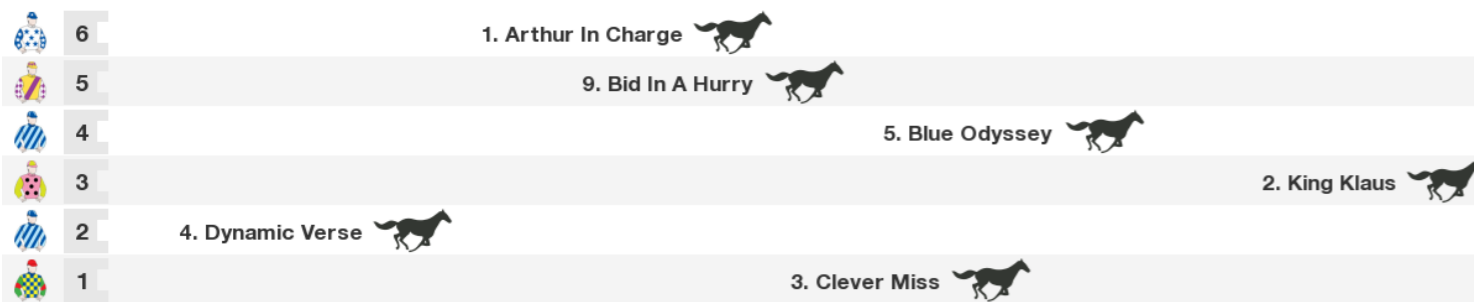 6 1. Arthur In Charge
5 9. Bid In A Hurry
4 5. Blue Odyssey
3 2. King Klaus
2 4. Dynamic Verse
1 3. Clever Miss